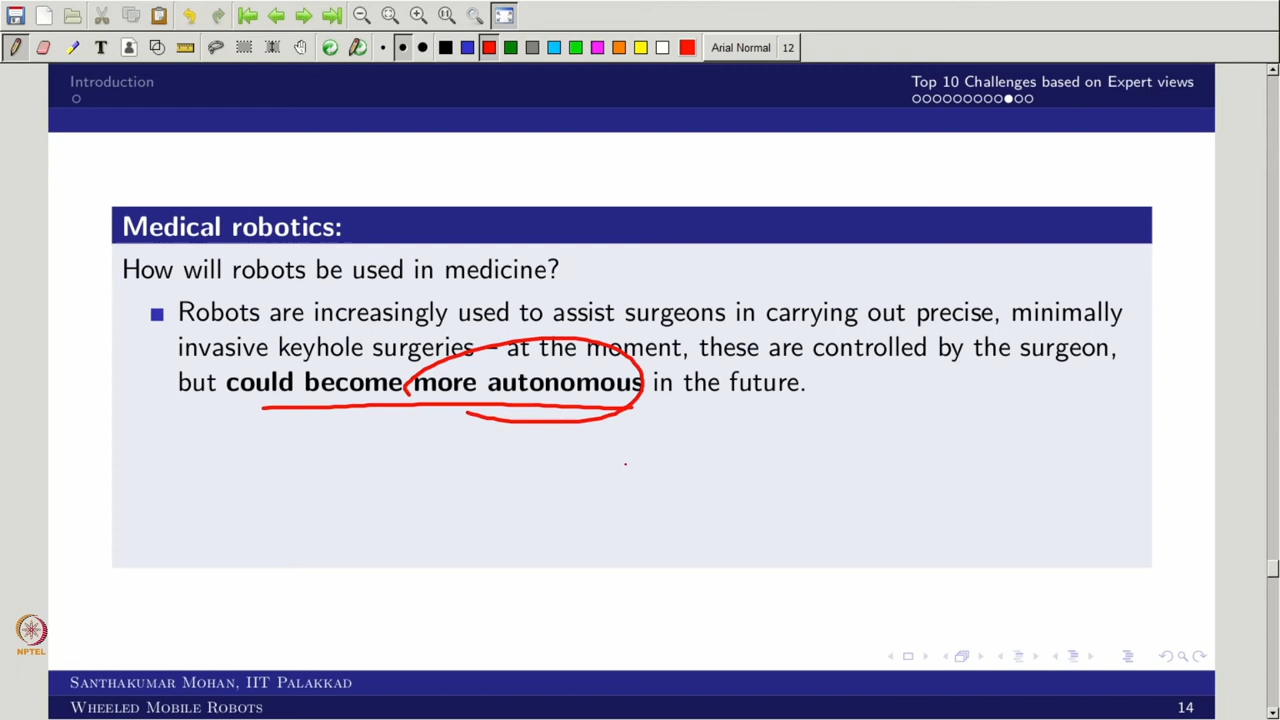 Arial Normal 12
Introduction
Top 10 Challenges based on Expert views
Medical robotics:
How will robots be used in medicine?
Robots are increasingly used to assist surgeons in carrying out precise, minimally
invasive keyhole surgeries – at the moment, these are controlled by the surgeon,
but could become more autonomous in the future.
NPTEL
SANTHAKUMAR MOHAN, IIT PALAKKAD
WHEELED MOBILE ROBOTS
14